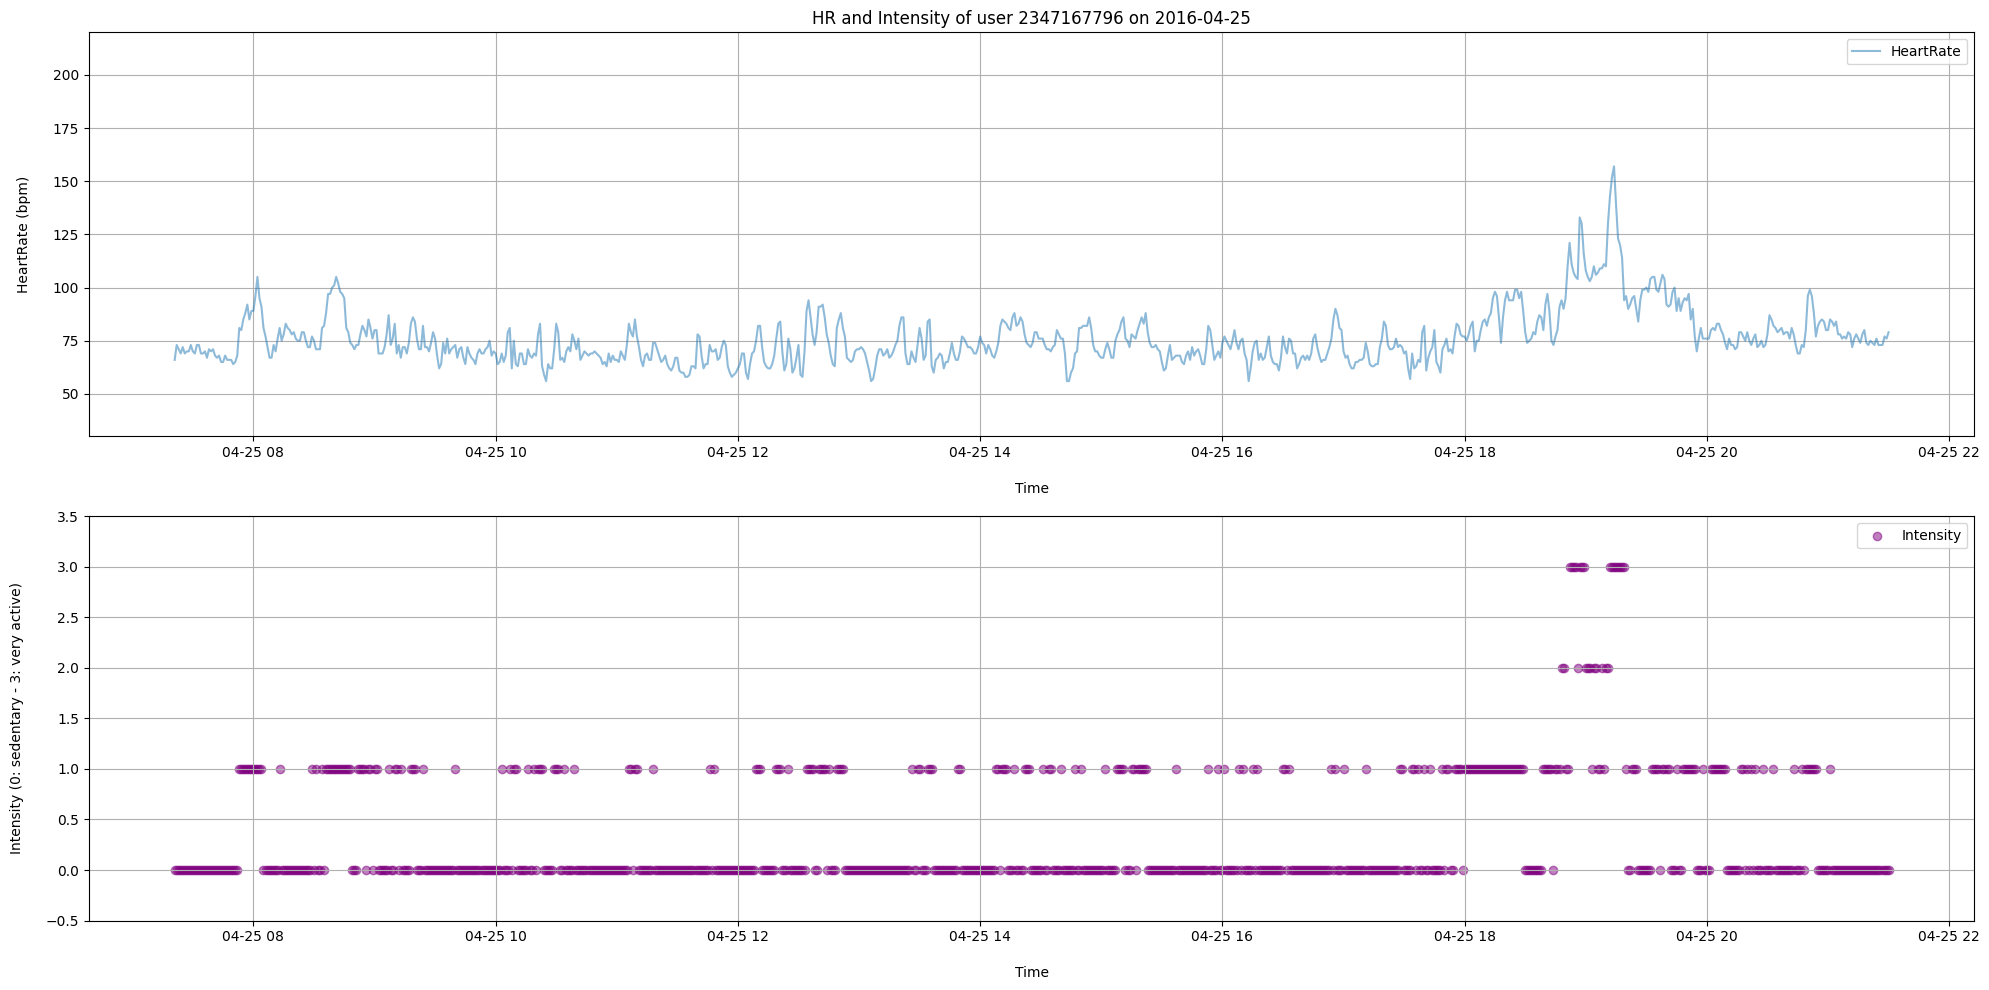 HR and Intensity of user 2347167796 on 2016-04-25
HeartRate
200
175
150
125
100
75
50
HeartRate (bpm)
04-25 08 04-25 10 04-25 12 04-25 14 04-25 16 04-25 18 04-25 20 04-25 22
Time
Intensity
3.5
3.0
2.5
2.0
1.5
1.0
0.5
0.0
−0.5
Intensity (0: sedentary - 3: very active)
04-25 08 04-25 10 04-25 12 04-25 14 04-25 16 04-25 18 04-25 20 04-25 22
Time